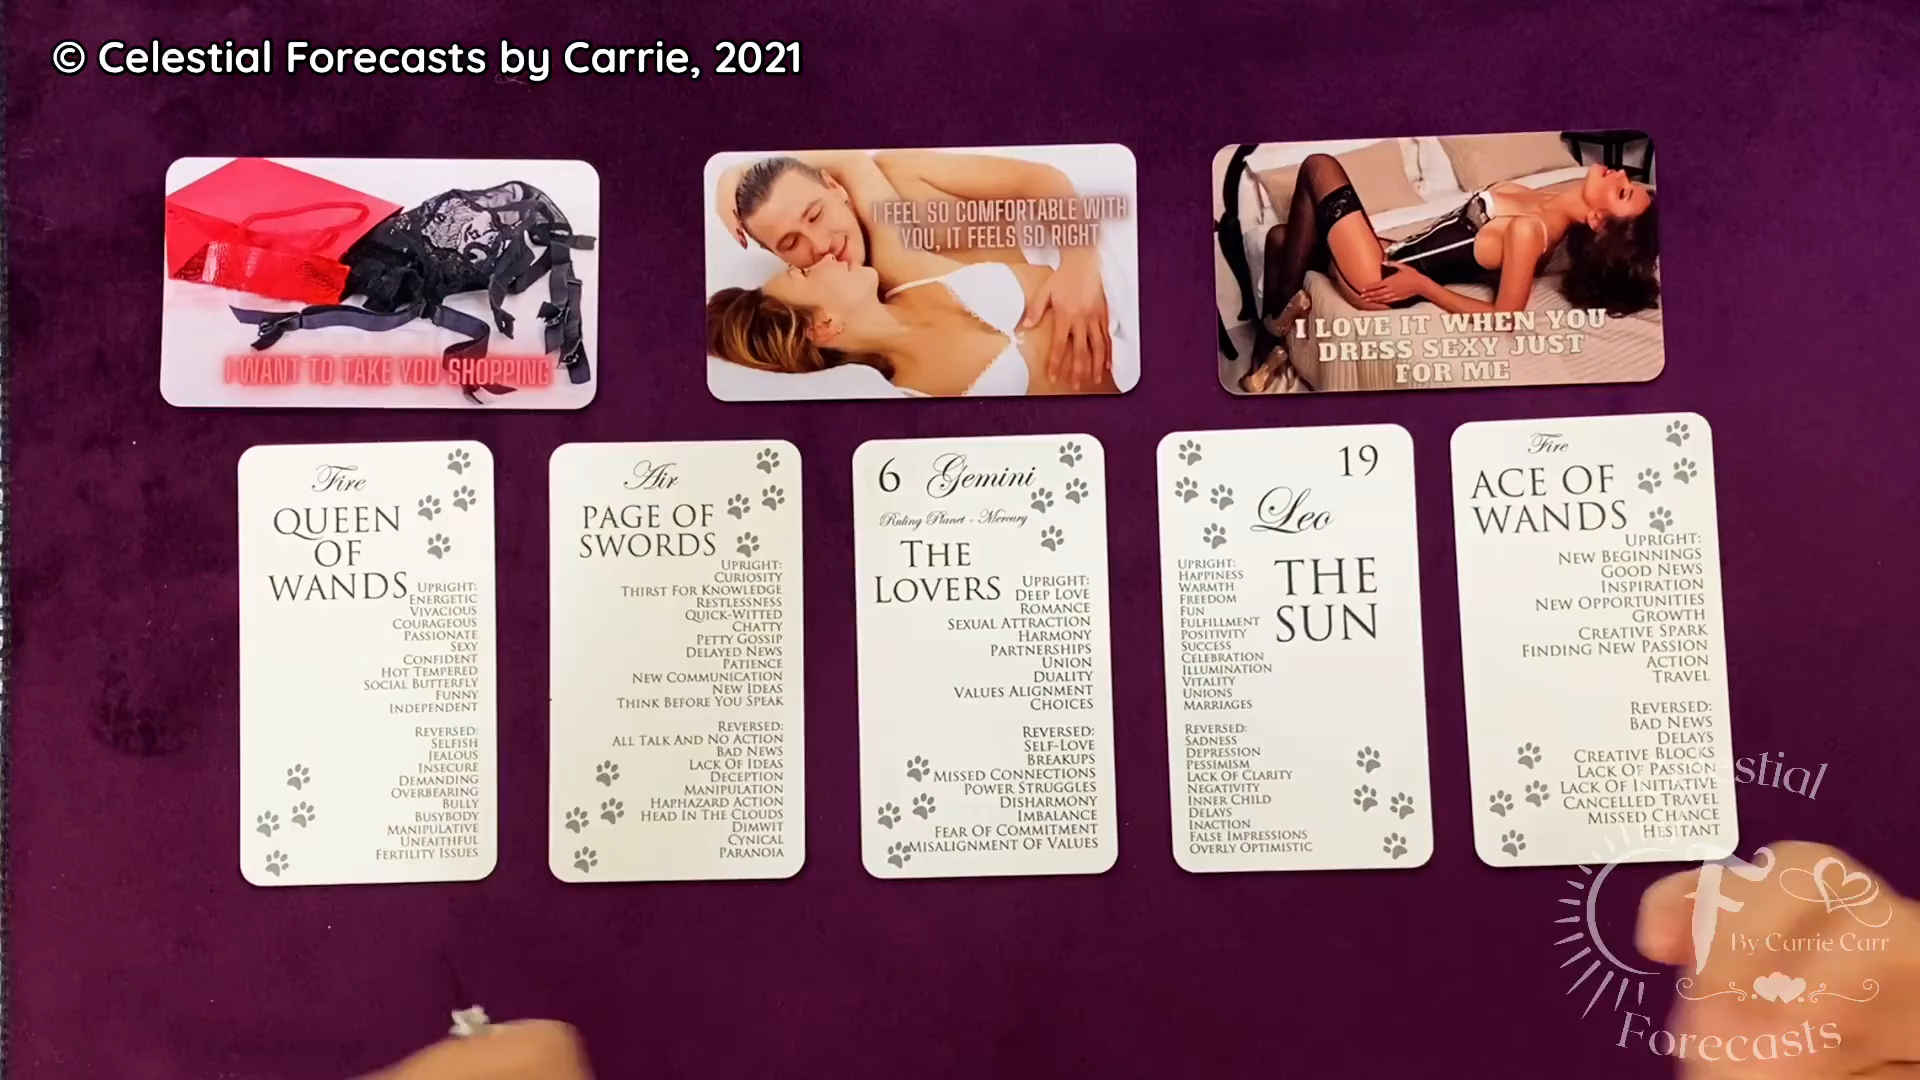 © Celestial Forecasts by Carrie, 2021
I WANT TO TAKE YOU SHOPPING
I FEEL SO COMFORTABLE WITH
YOU, IT FEELS SO RIGHT
I LOVE IT WHEN YOU
DRESS SEXY JUST
FOR ME
Fire
QUEEN
OF
WANDS
UPRIGHT:
ENERGETIC
VIVACIOUS
COURAGEOUS
PASSIONATE
SEXY
CONFIDENT
HOT TEMPERED
SOCIAL BUTTERFLY
FUNNY
INDEPENDENT
REVERSED:
SELFISH
JEALOUS
INSECURE
DEMANDING
OVERBEARING
BULLY
BUSYBODY
MANIPULATIVE
UNFAITHFUL
FERTILITY ISSUES
Air
PAGE OF
SWORDS
UPRIGHT:
CURIOSITY
THIRST FOR KNOWLEDGE
RESTLESSNESS
QUICK-WITTED
CHATTY
PETTY GOSSIP
DELAYED NEWS
PATIENCE
NEW COMMUNICATION
NEW IDEAS
THINK BEFORE YOU SPEAK
REVERSED:
ALL TALK AND NO ACTION
BAD NEWS
LACK OF IDEAS
DECEPTION
MANIPULATION
HAPHAZARD ACTION
HEAD IN THE CLOUDS
DIMWIT
CYNICAL
PARANOIA
6 Gemini
Ruling Planet - Mercury
THE
LOVERS
UPRIGHT:
DEEP LOVE
ROMANCE
SEXUAL ATTRACTION
HARMONY
PARTNERSHIPS
UNION
DUALITY
VALUES ALIGNMENT
CHOICES
REVERSED:
SELF-LOVE
BREAKUPS
MISSED CONNECTIONS
POWER STRUGGLES
DISHARMONY
IMBALANCE
FEAR OF COMMITMENT
MISALIGNMENT OF VALUES
19
Leo
THE
SUN
UPRIGHT:
HAPPINESS
WARMTH
FREEDOM
FUN
FULFILLMENT
POSITIVITY
SUCCESS
CELEBRATION
ILLUMINATION
VITALITY
UNIONS
MARRIAGES
REVERSED:
SADNESS
DEPRESSION
PESSIMISM
LACK OF CLARITY
NEGATIVITY
INNER CHILD
DELAYS
INACTION
FALSE IMPRESSIONS
OVERLY OPTIMISTIC
Fire
ACE OF
WANDS
UPRIGHT:
NEW BEGINNINGS
GOOD NEWS
INSPIRATION
NEW OPPORTUNITIES
GROWTH
CREATIVE SPARK
FINDING NEW PASSION
ACTION
TRAVEL
REVERSED:
BAD NEWS
DELAYS
CREATIVE BLOCKS
LACK OF PASSION
LACK OF INITIATIVE
CANCELLED TRAVEL
MISSED CHANCE
HESITANT
By Carrie Carr
Forecasts